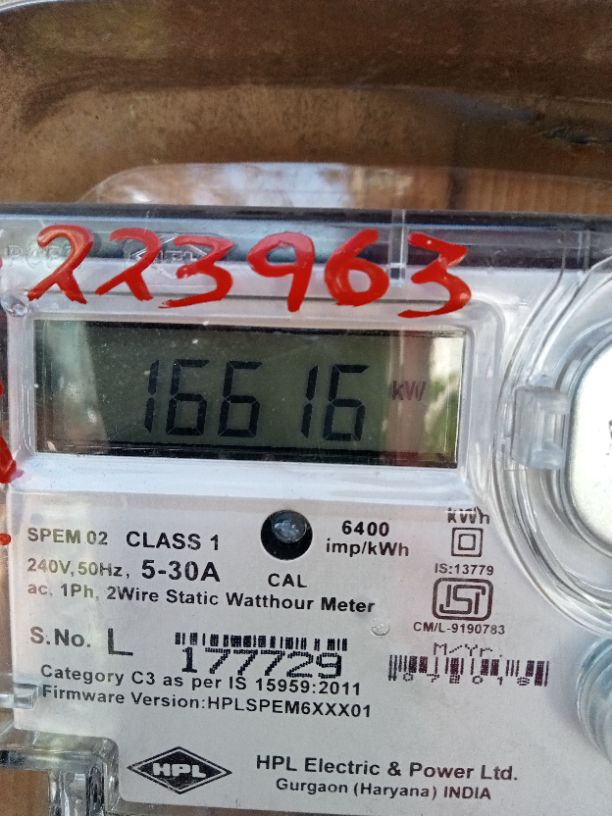 223963
16616 kW
SPEM 02 CLASS 1
240V, 50Hz, 5-30A
ac, 1Ph, 2Wire Static Watthour Meter
CAL
6400
imp/kWh
kWh
IS:13779
ISI
CM/L-9190783
S.No. L
177729
M/Yr.
Category C3 as per IS 15959:2011
Firmware Version:HPLSPEM6XXX01
HPL
HPL Electric & Power Ltd.
Gurgaon (Haryana) INDIA